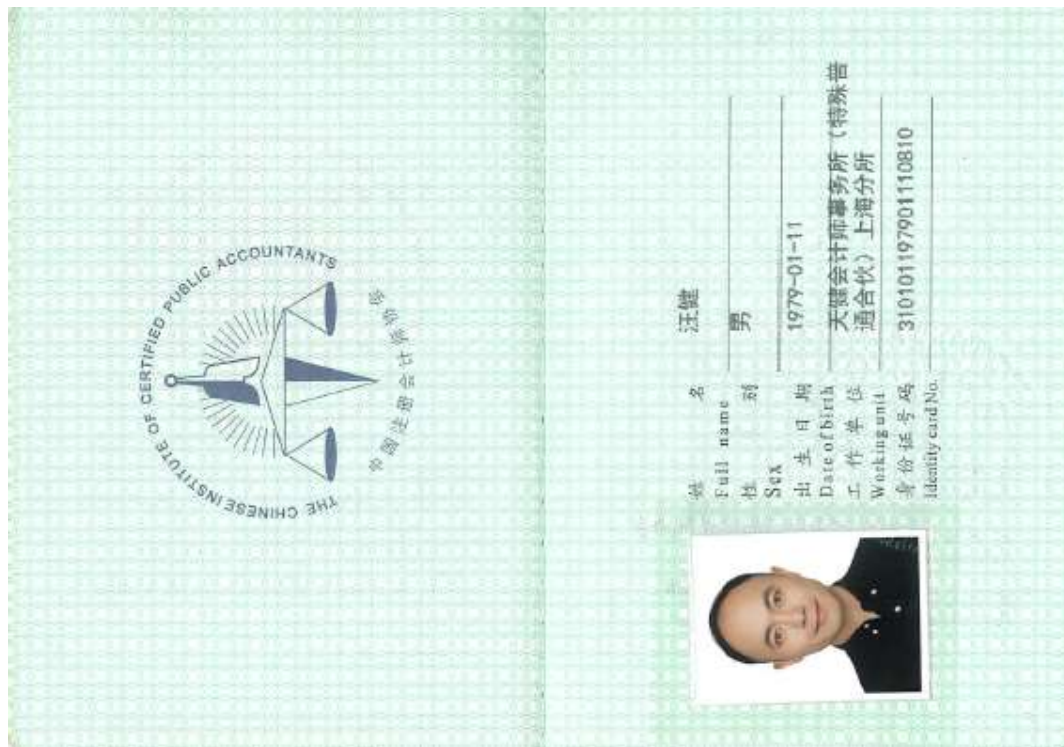 THE CHINESE INSTITUTE OF CERTIFIED PUBLIC ACCOUNTANTS
中国注册会计师协会
姓 名 汪健
Full name
性 别 男
Sex
出生日期 1979-01-11
Date of birth
工作单位 天健会计师事务所（特殊普
Working unit 通合伙）上海分所
身份证号码 310101197901110810
Identity card No.